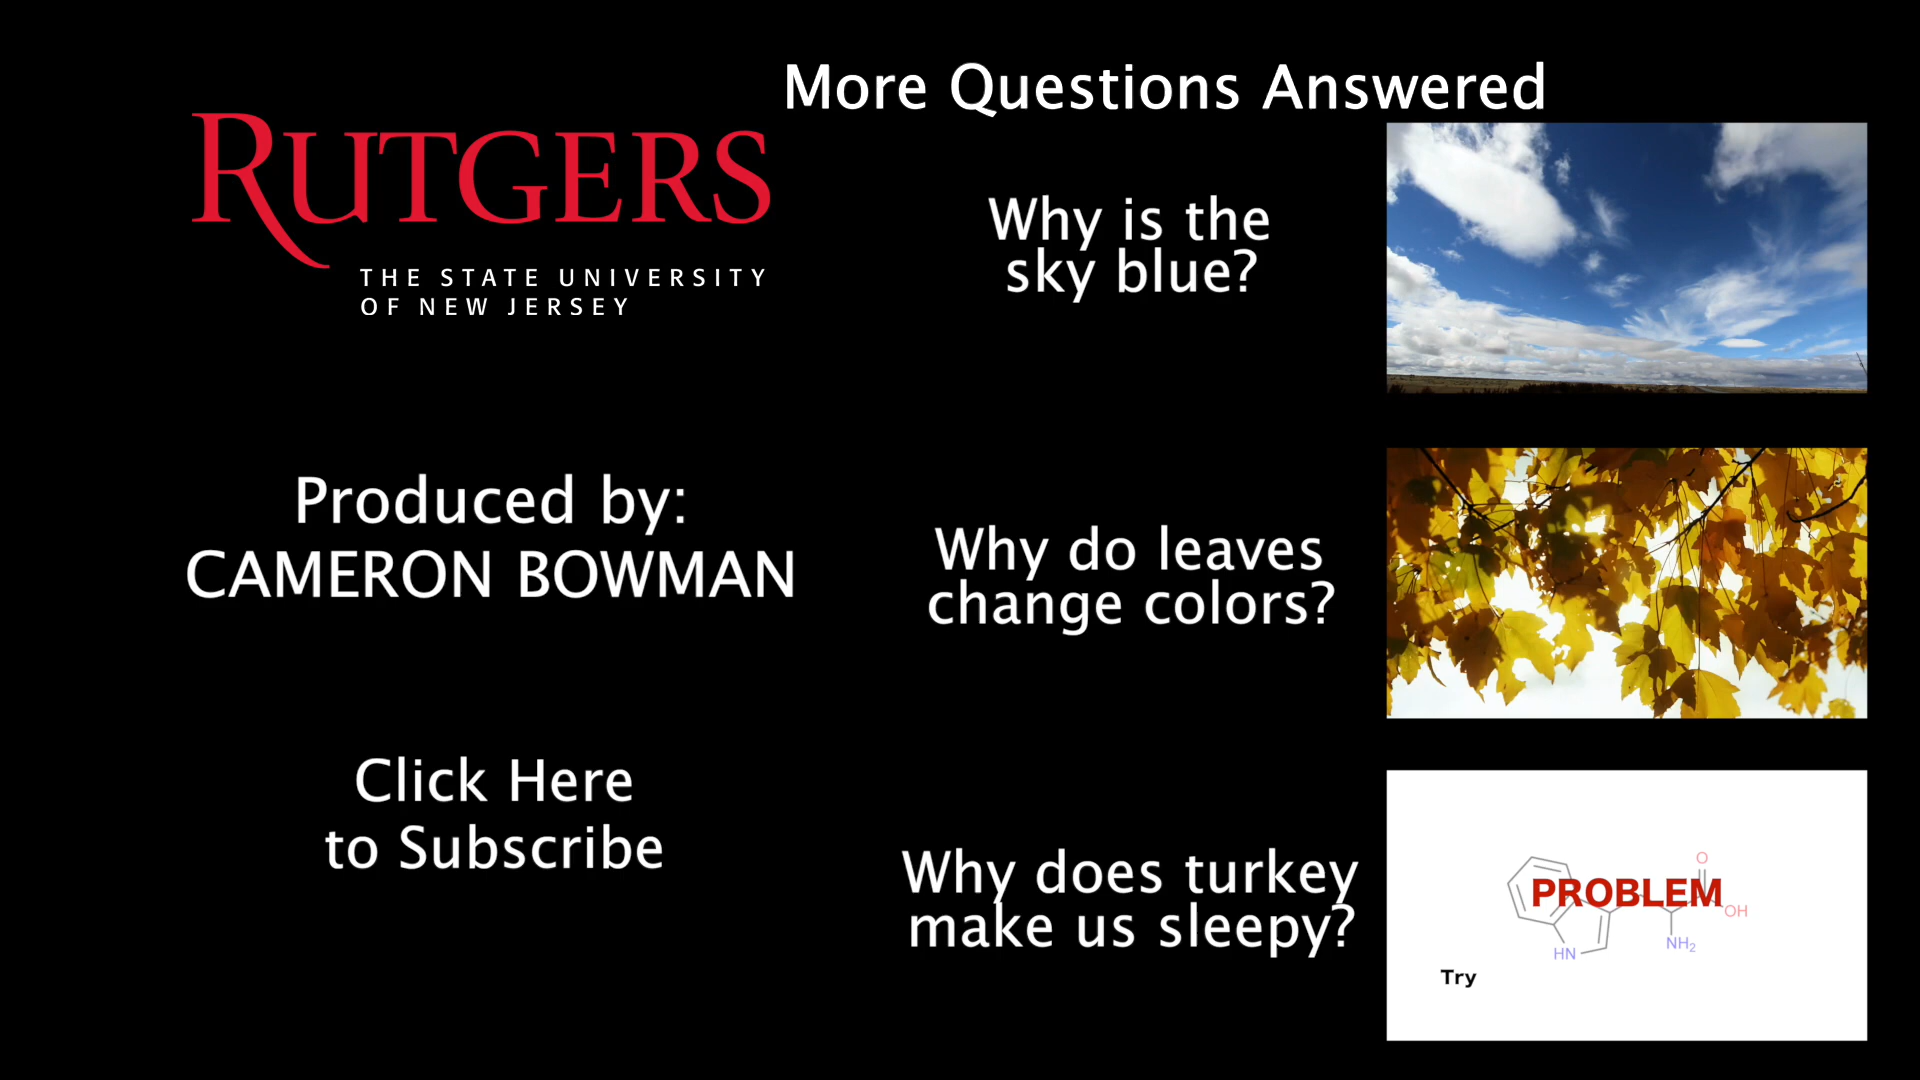 More Questions Answered
RUTGERS
THE STATE UNIVERSITY
OF NEW JERSEY
Why is the
sky blue?
Produced by:
CAMERON BOWMAN
Why do leaves
change colors?
Click Here
to Subscribe
Why does turkey
make us sleepy?
O
PROBLEM
OH
NH₂
HN
Try